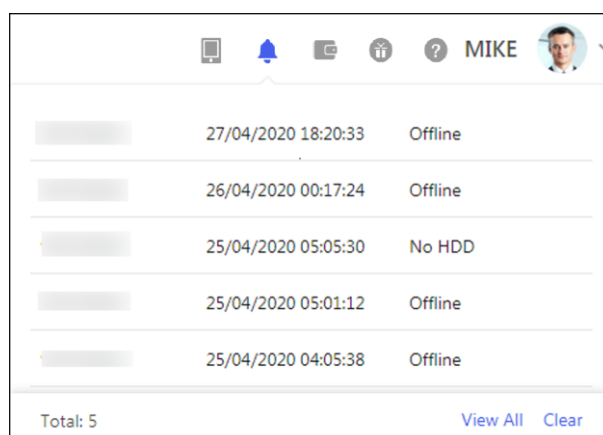 MIKE
27/04/2020 18:20:33 Offline
26/04/2020 00:17:24 Offline
25/04/2020 05:05:30 No HDD
25/04/2020 05:01:12 Offline
25/04/2020 04:05:38 Offline
Total: 5 View All Clear